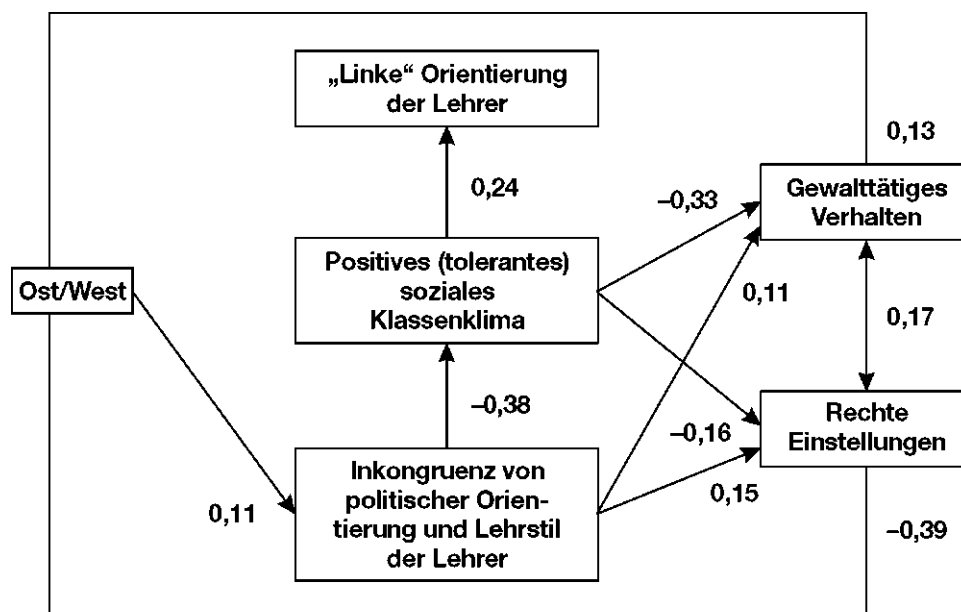 „Linke“ Orientierung
der Lehrer
0,13
0,24
–0,33
Gewalttätiges
Verhalten
Positives (tolerantes)
soziales
Klassenklima
Ost/West
0,11
0,17
–0,38
Rechte
Einstellungen
–0,16
0,15
Inkongruenz von
politischer Orien-
tierung und Lehrstil
der Lehrer
0,11
–0,39